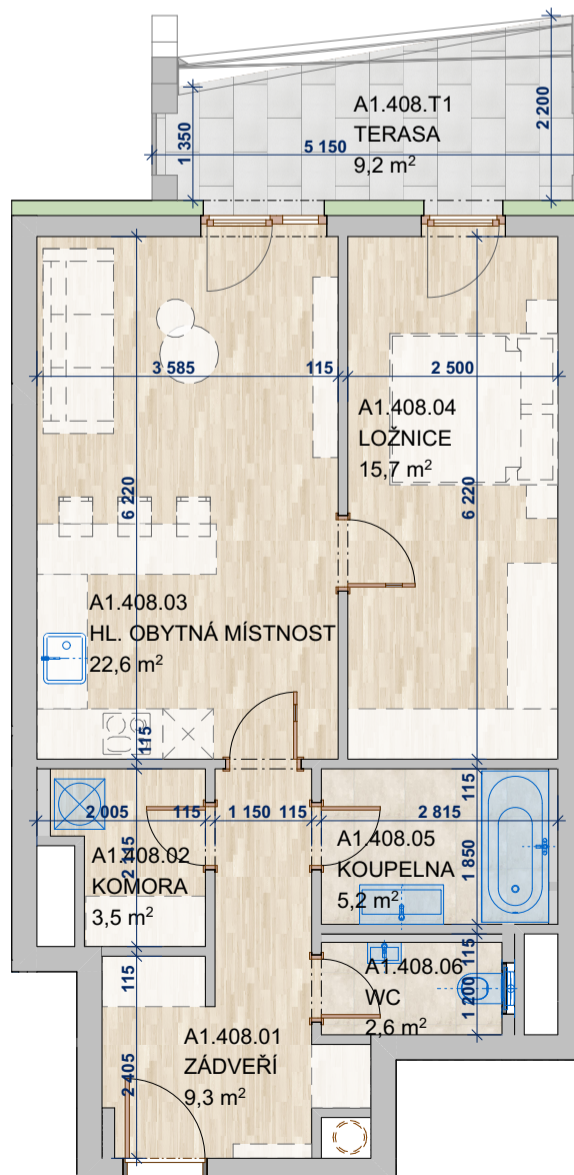 2 200
1 350
A1.408.T1
TERASA
5 150
9,2 m²
3 585
115
2 500
A1.408.04
LOŽNICE
15,7 m²
6 220
6 220
A1.408.03
HL. OBYTNÁ MÍSTNOST
22,6 m²
115
2 005
115
1 150
115
2 815
115
A1.408.02
KOMORA
3,5 m²
A1.408.05
KOUPELNA
5,2 m²
1 850
115
115
A1.408.06
WC
2,6 m²
1 200
A1.408.01
ZÁDVEŘÍ
9,3 m²
2 405